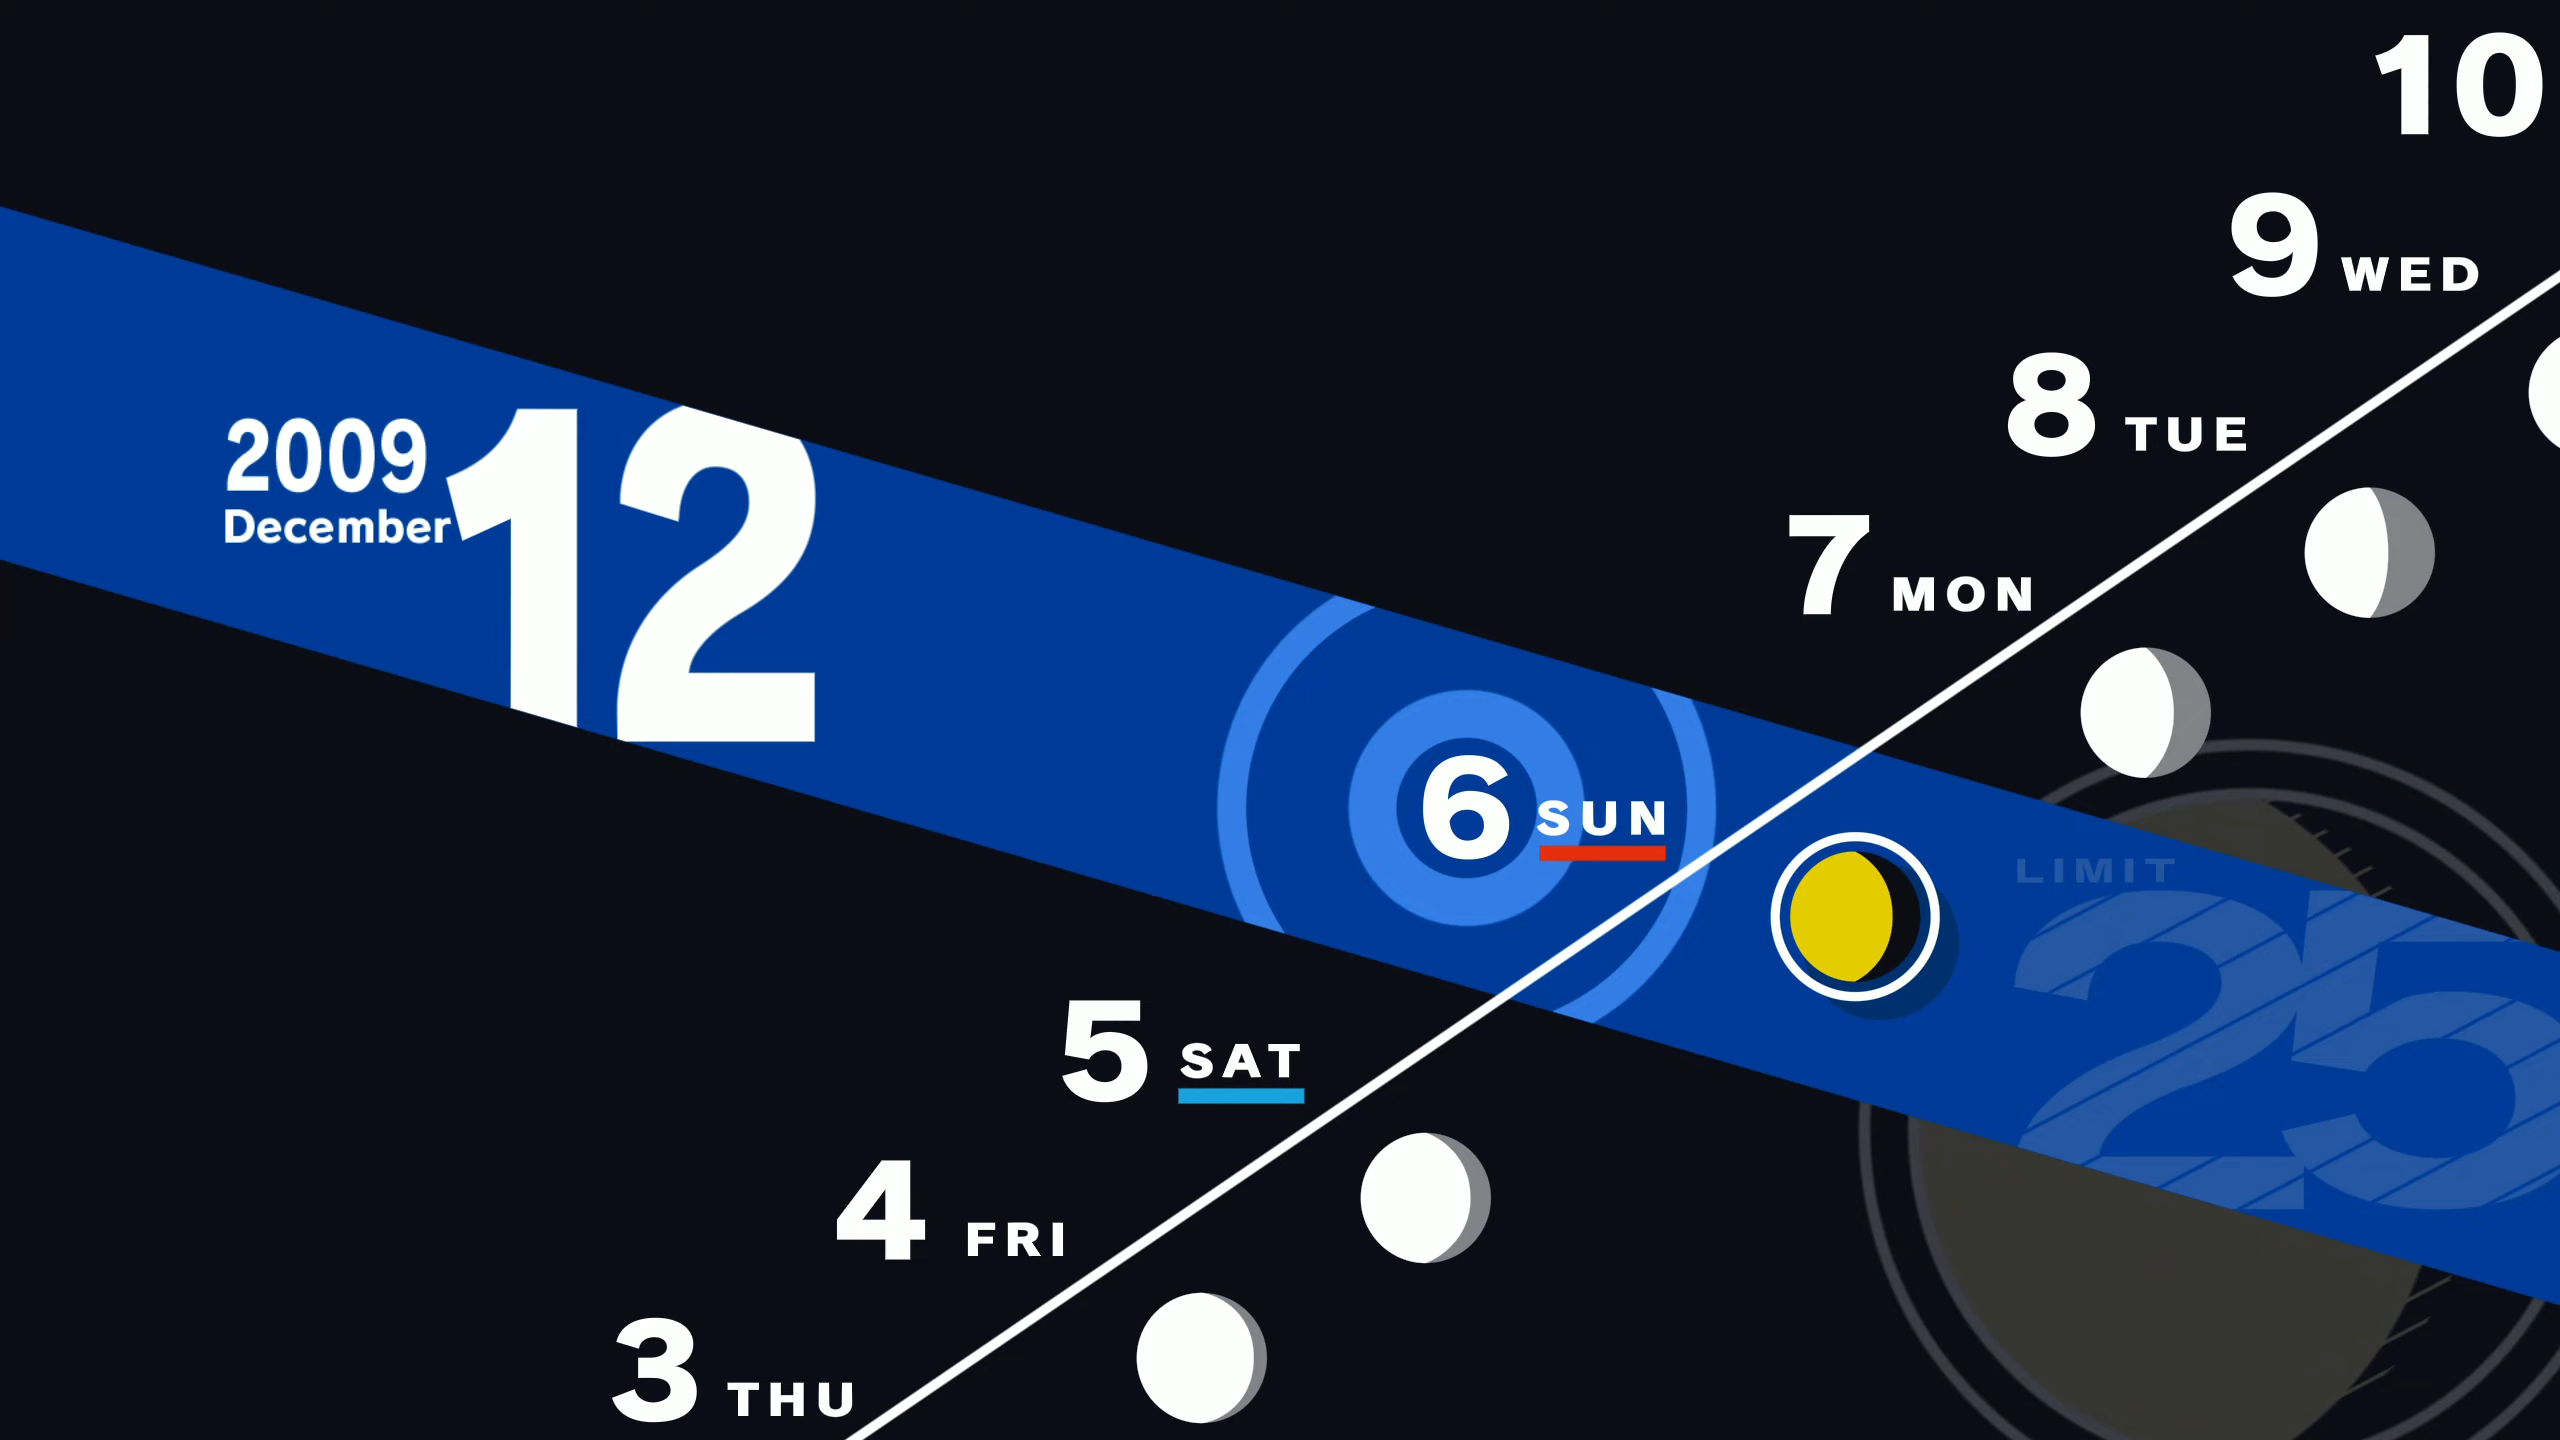 10
9 WED
8 TUE
2009
December
12
7 MON
6 SUN
LIMIT
25
5 SAT
4 FRI
3 THU